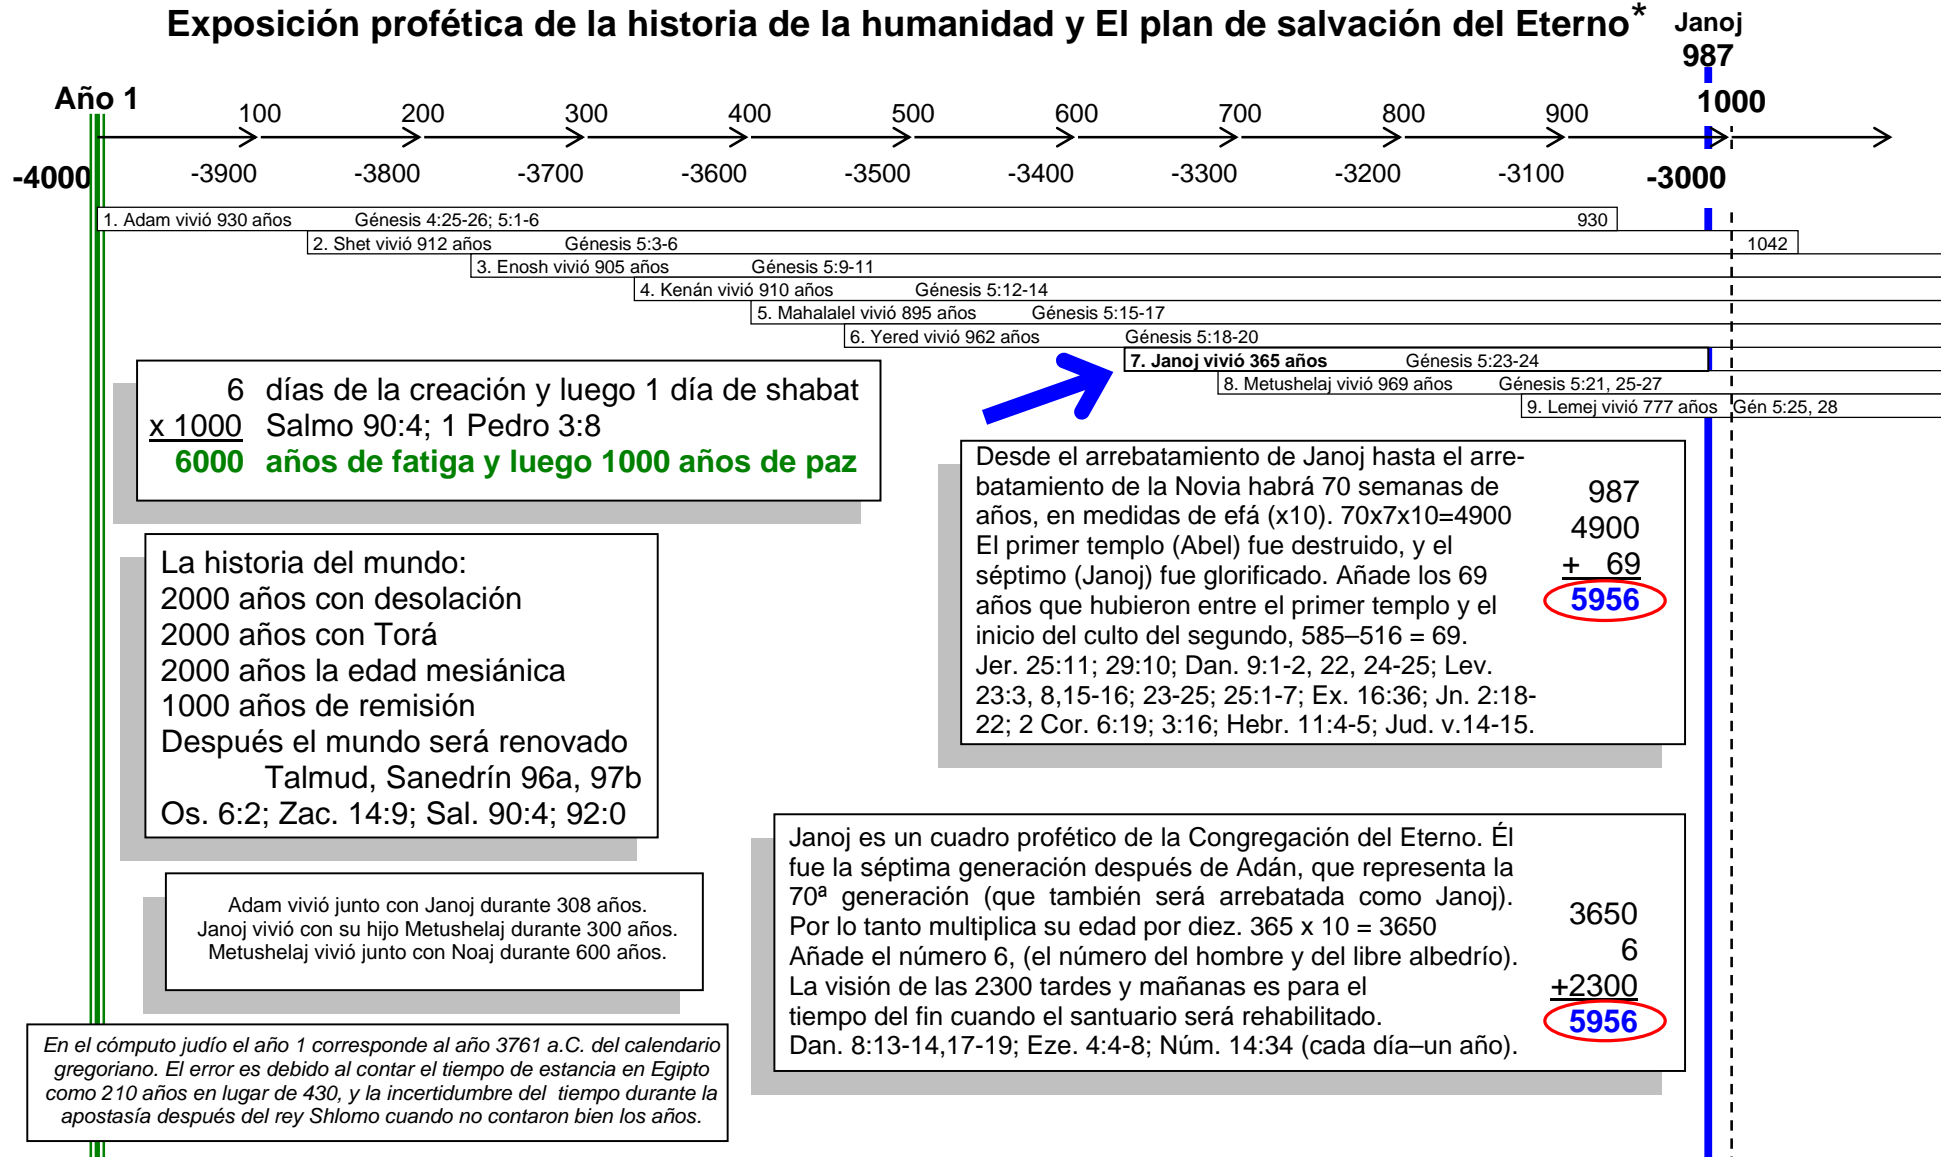 Exposición profética de la historia de la humanidad y El plan de salvación del Eterno*
Janoj
987
Año 1
100 200 300 400 500 600 700 800 900 1000
-4000 -3900 -3800 -3700 -3600 -3500 -3400 -3300 -3200 -3100 -3000
1. Adam vivió 930 años Génesis 4:25-26; 5:1-6 930
2. Shet vivió 912 años Génesis 5:3-6 1042
3. Enosh vivió 905 años Génesis 5:9-11
4. Kenán vivió 910 años Génesis 5:12-14
5. Mahalalel vivió 895 años Génesis 5:15-17
6. Yered vivió 962 años Génesis 5:18-20
7. Janoj vivió 365 años Génesis 5:23-24
8. Metushelaj vivió 969 años Génesis 5:21, 25-27
9. Lemej vivió 777 años Gén 5:25, 28
6 días de la creación y luego 1 día de shabat
x 1000 Salmo 90:4; 1 Pedro 3:8
6000 años de fatiga y luego 1000 años de paz
La historia del mundo:
2000 años con desolación
2000 años con Torá
2000 años la edad mesiánica
1000 años de remisión
Después el mundo será renovado
Talmud, Sanedrín 96a, 97b
Os. 6:2; Zac. 14:9; Sal. 90:4; 92:0
Adam vivió junto con Janoj durante 308 años.
Janoj vivió con su hijo Metushelaj durante 300 años.
Metushelaj vivió junto con Noaj durante 600 años.
En el cómputo judío el año 1 corresponde al año 3761 a.C. del calendario
gregoriano. El error es debido al contar el tiempo de estancia en Egipto
como 210 años en lugar de 430, y la incertidumbre del tiempo durante la
apostasía después del rey Shlomo cuando no contaron bien los años.
Desde el arrebatamiento de Janoj hasta el arre-
batamiento de la Novia habrá 70 semanas de
años, en medidas de efá (x10). 70x7x10=4900
El primer templo (Abel) fue destruido, y el
séptimo (Janoj) fue glorificado. Añade los 69
años que hubieron entre el primer templo y el
inicio del culto del segundo, 585–516 = 69.
Jer. 25:11; 29:10; Dan. 9:1-2, 22, 24-25; Lev.
23:3, 8,15-16; 23-25; 25:1-7; Ex. 16:36; Jn. 2:18-
22; 2 Cor. 6:19; 3:16; Hebr. 11:4-5; Jud. v.14-15.
987
4900
+ 69
5956
Janoj es un cuadro profético de la Congregación del Eterno. Él
fue la séptima generación después de Adán, que representa la
70ª generación (que también será arrebatada como Janoj).
Por lo tanto multiplica su edad por diez. 365 x 10 = 3650
Añade el número 6, (el número del hombre y del libre albedrío).
La visión de las 2300 tardes y mañanas es para el
tiempo del fin cuando el santuario será rehabilitado.
Dan. 8:13-14,17-19; Eze. 4:4-8; Núm. 14:34 (cada día–un año).
3650
6
+2300
5956